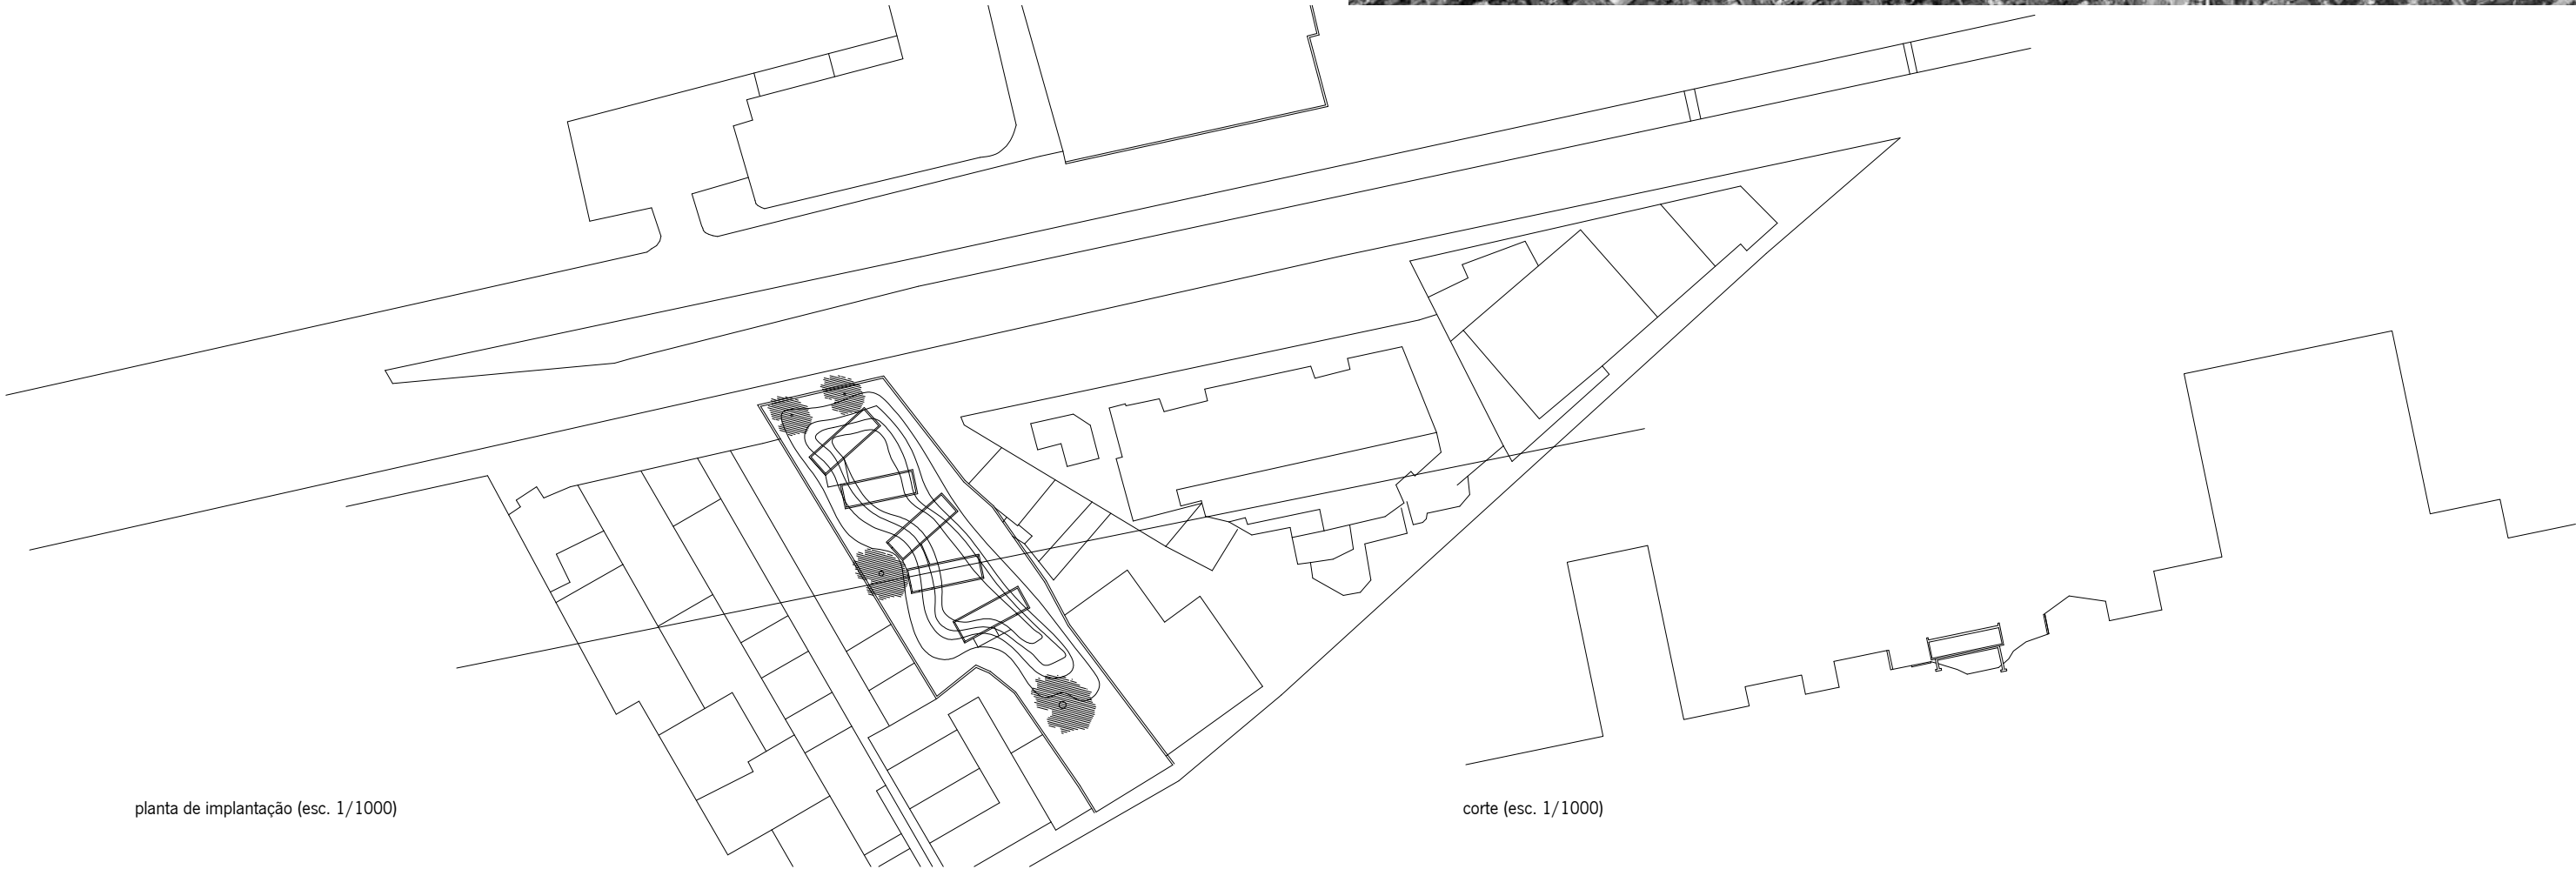 planta de implantação (esc. 1/1000)
corte (esc. 1/1000)